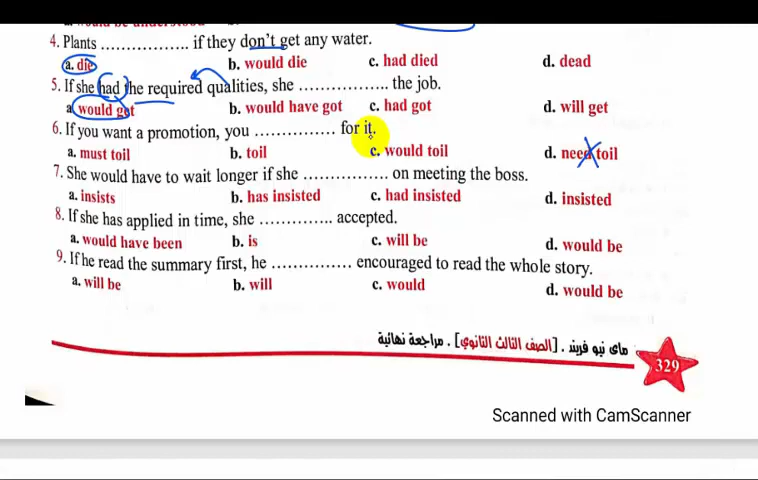 4. Plants ................. if they don't get any water.
a. die b. would die c. had died d. dead
5. If she had the required qualities, she .................. the job.
a. would get b. would have got c. had got d. will get
6. If you want a promotion, you ............... for it.
a. must toil b. toil c. would toil d. need toil
7. She would have to wait longer if she ................ on meeting the boss.
a. insists b. has insisted c. had insisted d. insisted
8. If she has applied in time, she ............. accepted.
a. would have been b. is c. will be d. would be
9. If he read the summary first, he ............... encouraged to read the whole story.
a. will be b. will c. would d. would be
ماى نيو فريند . [الصف الثالث الثانوي] . مراجعة نهائية
329
Scanned with CamScanner